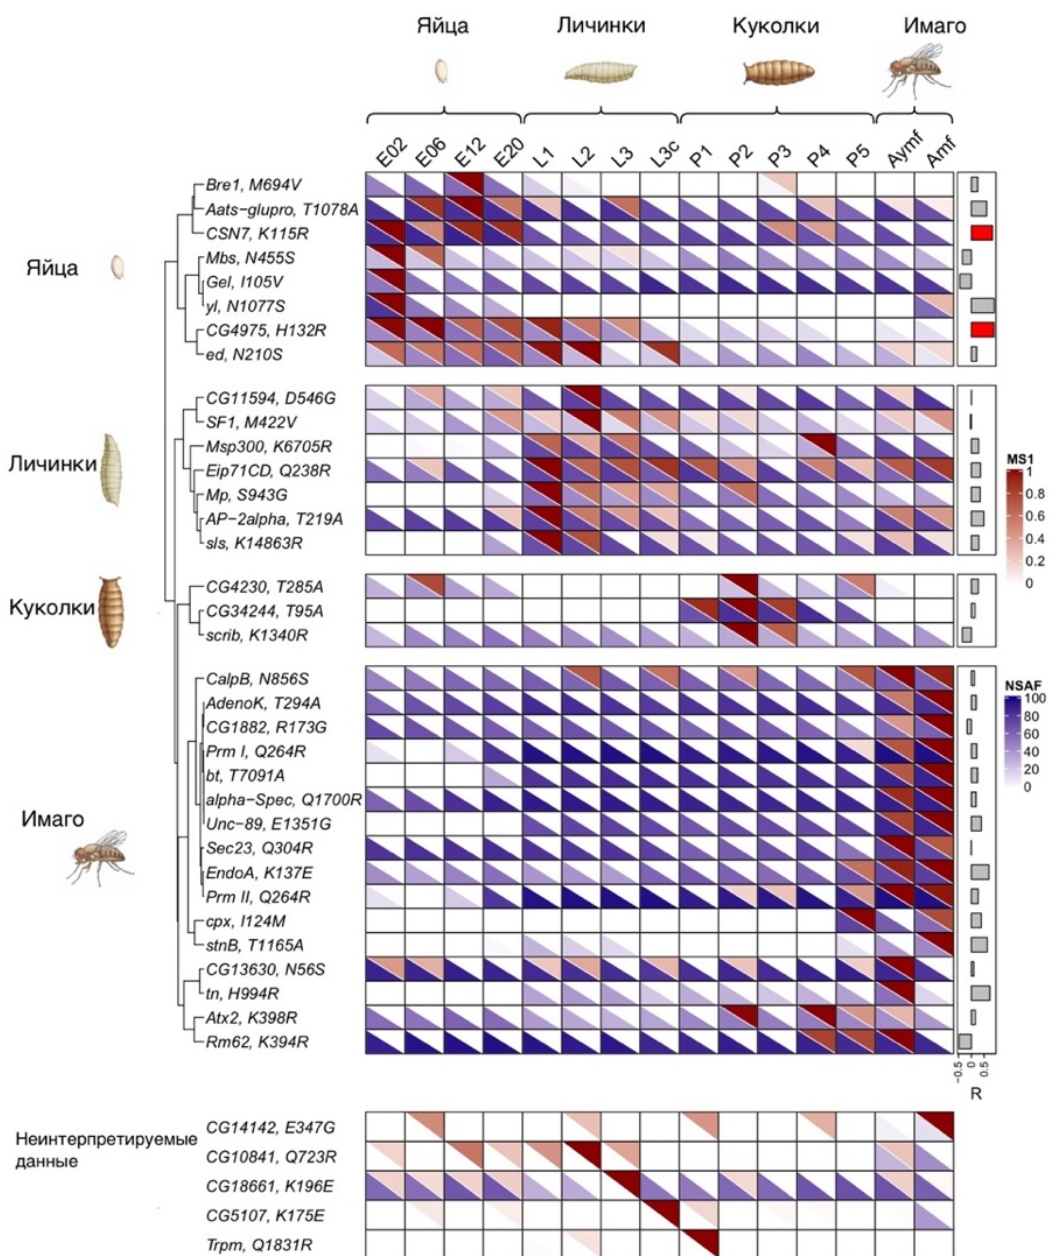 Яйца Личинки Куколки Имаго
E02 E06 E12 E20 L1 L2 L3 L3c P1 P2 P3 P4 P5 Aymf Amf
Яйца
Bre1, M694V
Aats-glupro, T1078A
CSN7, K115R
Mbs, N455S
Gel, I105V
yl, N1077S
CG4975, H132R
ed, N210S
Личинки
CG11594, D546G
SF1, M422V
Msp300, K6705R
Eip71CD, Q238R
Mp, S943G
AP-2alpha, T219A
sls, K14863R
MS1
1
0.8
0.6
0.4
0.2
0
Куколки
CG4230, T285A
CG34244, T95A
scrib, K1340R
Имаго
CalpB, N856S
AdenoK, T294A
CG1882, R173G
Prm I, Q264R
bt, T7091A
alpha-Spec, Q1700R
Unc-89, E1351G
Sec23, Q304R
EndoA, K137E
Prm II, Q264R
cpx, I124M
stnB, T1165A
CG13630, N56S
tn, H994R
Atx2, K398R
Rm62, K394R
NSAF
100
80
60
40
20
0
-0.5 0 0.5
R
Неинтерпретируемые
данные
CG14142, E347G
CG10841, Q723R
CG18661, K196E
CG5107, K175E
Trpm, Q1831R